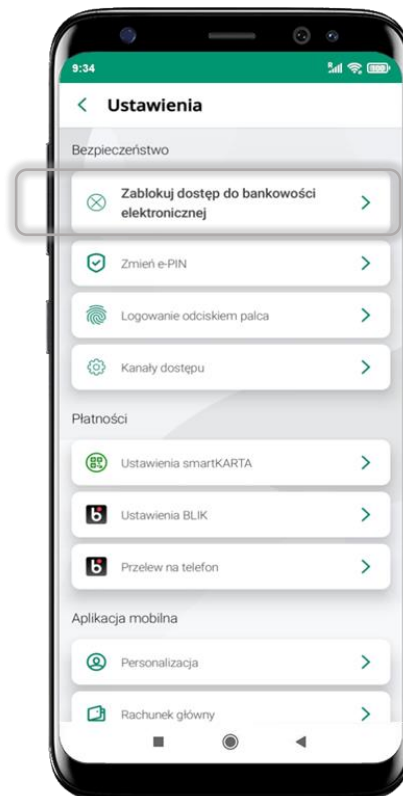 9:34
100
Ustawienia
Bezpieczeństwo
Zablokuj dostęp do bankowości
elektronicznej
Zmień e-PIN
Logowanie odciskiem palca
Kanały dostępu
Płatności
Ustawienia smartKARTA
Ustawienia BLIK
Przelew na telefon
Aplikacja mobilna
Personalizacja
Rachunek główny